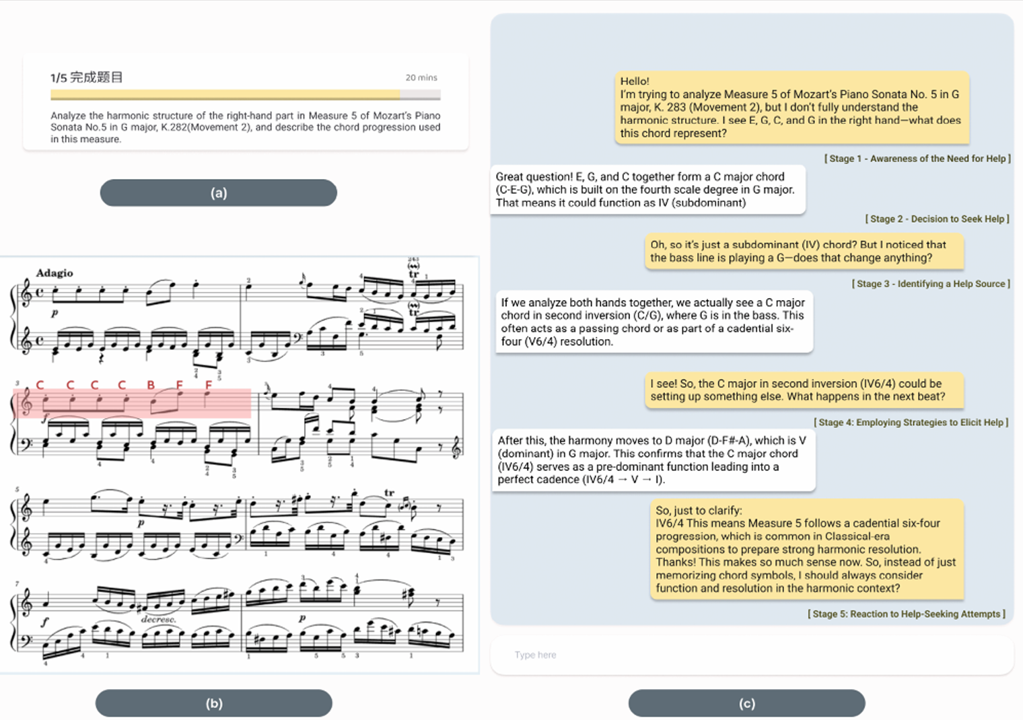 1/5 完成题目
20 mins
Analyze the harmonic structure of the right-hand part in Measure 5 of Mozart's Piano
Sonata No.5 in G major, K.282(Movement 2), and describe the chord progression used
in this measure.
(a)
Adagio
p
tr
tr
3
C C C C B F F
f
5
p
tr
7
f
decresc.
p
(b)
Hello!
I'm trying to analyze Measure 5 of Mozart's Piano Sonata No. 5 in G
major, K. 283 (Movement 2), but I don't fully understand the
harmonic structure. I see E, G, C, and G in the right hand—what does
this chord represent?
[ Stage 1 - Awareness of the Need for Help ]
Great question! E, G, and C together form a C major chord
(C-E-G), which is built on the fourth scale degree in G major.
That means it could function as IV (subdominant)
[ Stage 2 - Decision to Seek Help ]
Oh, so it's just a subdominant (IV) chord? But I noticed that
the bass line is playing a G—does that change anything?
[ Stage 3 - Identifying a Help Source ]
If we analyze both hands together, we actually see a C major
chord in second inversion (C/G), where G is in the bass. This
often acts as a passing chord or as part of a cadential six-
four (V6/4) resolution.
I see! So, the C major in second inversion (IV6/4) could be
setting up something else. What happens in the next beat?
[ Stage 4: Employing Strategies to Elicit Help ]
After this, the harmony moves to D major (D-F#-A), which is V
(dominant) in G major. This confirms that the C major chord
(IV6/4) serves as a pre-dominant function leading into a
perfect cadence (IV6/4 → V → I).
So, just to clarify:
IV6/4 This means Measure 5 follows a cadential six-four
progression, which is common in Classical-era
compositions to prepare strong harmonic resolution.
Thanks! This makes so much sense now. So, instead of just
memorizing chord symbols, I should always consider
function and resolution in the harmonic context?
[ Stage 5: Reaction to Help-Seeking Attempts ]
Type here
(c)